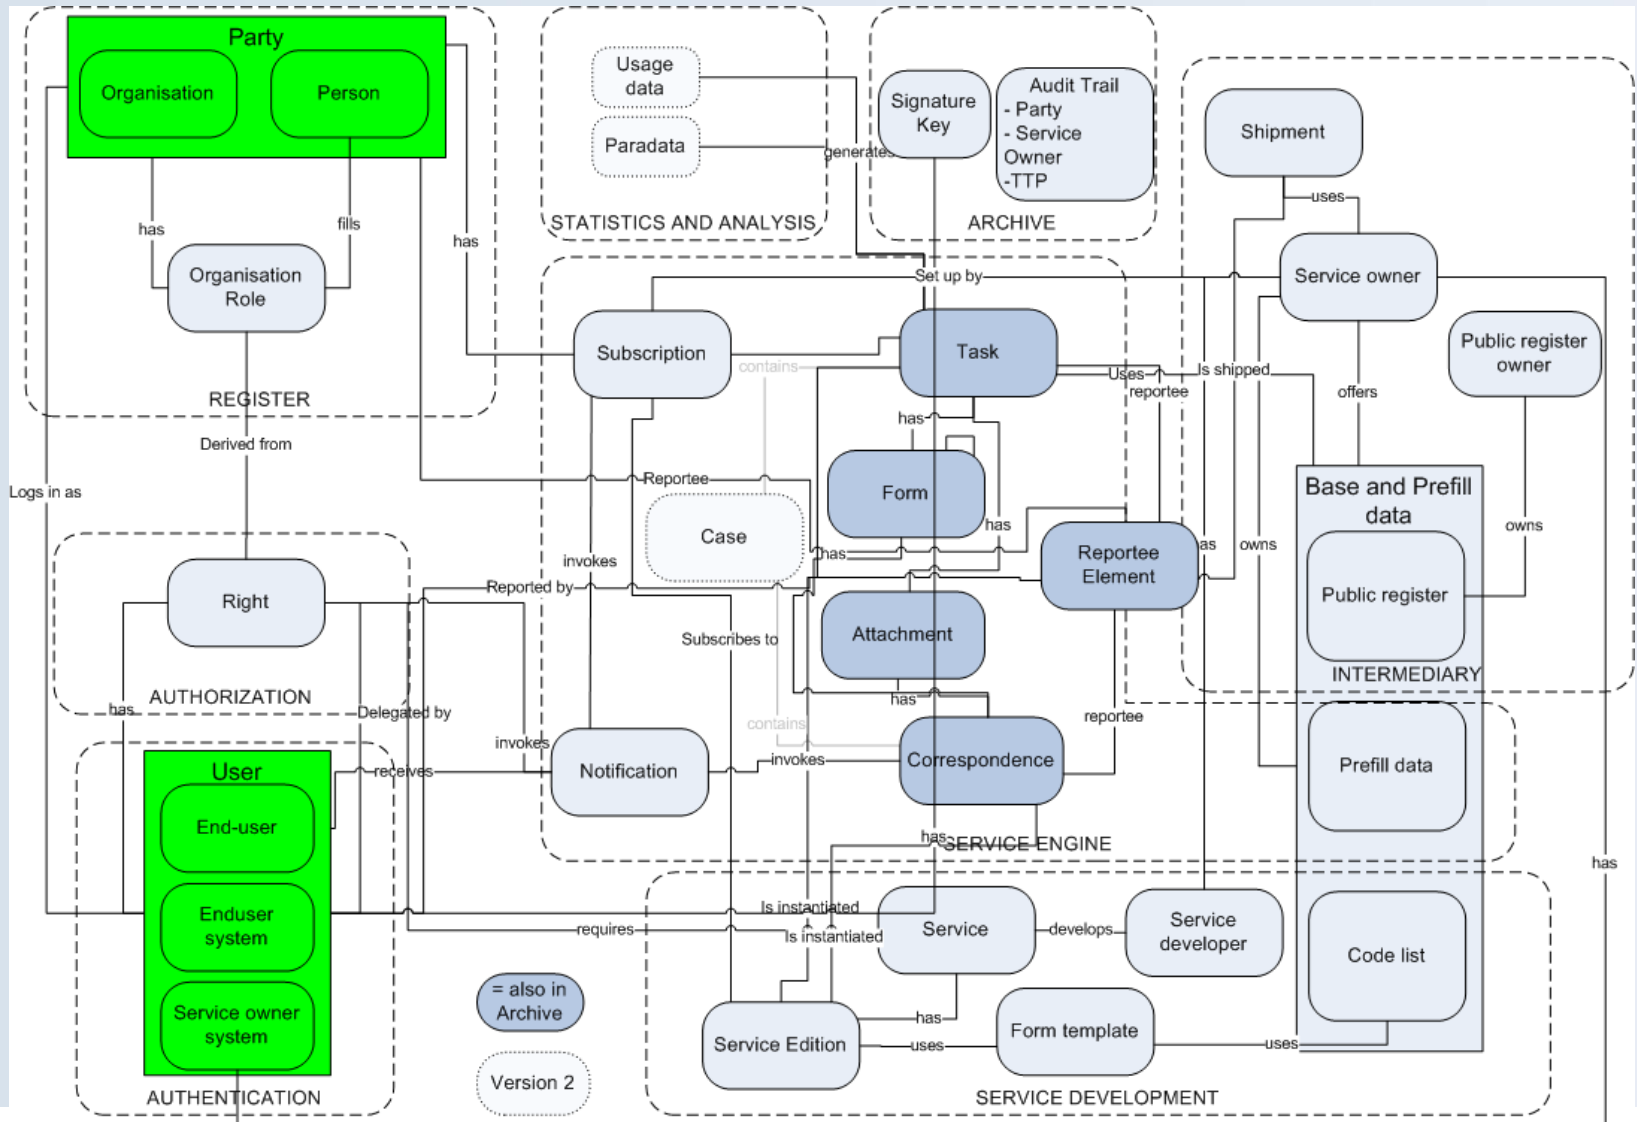 Party
Organisation
Person
has
fills
has
Organisation
Role
REGISTER
Derived from
Logs in as
Right
AUTHORIZATION
has
Delegated by
User
End-user
Enduser
system
Service owner
system
AUTHENTICATION
Usage
data
Paradata
generates
STATISTICS AND ANALYSIS
Signature
Key
Audit Trail
- Party
- Service
Owner
-TTP
ARCHIVE
Shipment
uses
Service owner
Set up by
Public register
owner
Is shipped
offers
owns
owns
as
Base and Prefill
data
Public register
INTERMEDIARY
Prefill data
Code list
has
Subscription
Task
contains
Uses
reportee
has
Form
Reportee
has
Case
has
Reportee
Element
invokes
Reported by
Attachment
Subscribes to
has
contains
reportee
invokes
receives
Notification
invokes
Correspondence
has
SERVICE ENGINE
Is instantiated
Is instantiated
requires
Service
develops
Service
developer
= also in
Archive
has
Service Edition
uses
Form template
uses
Version 2
SERVICE DEVELOPMENT